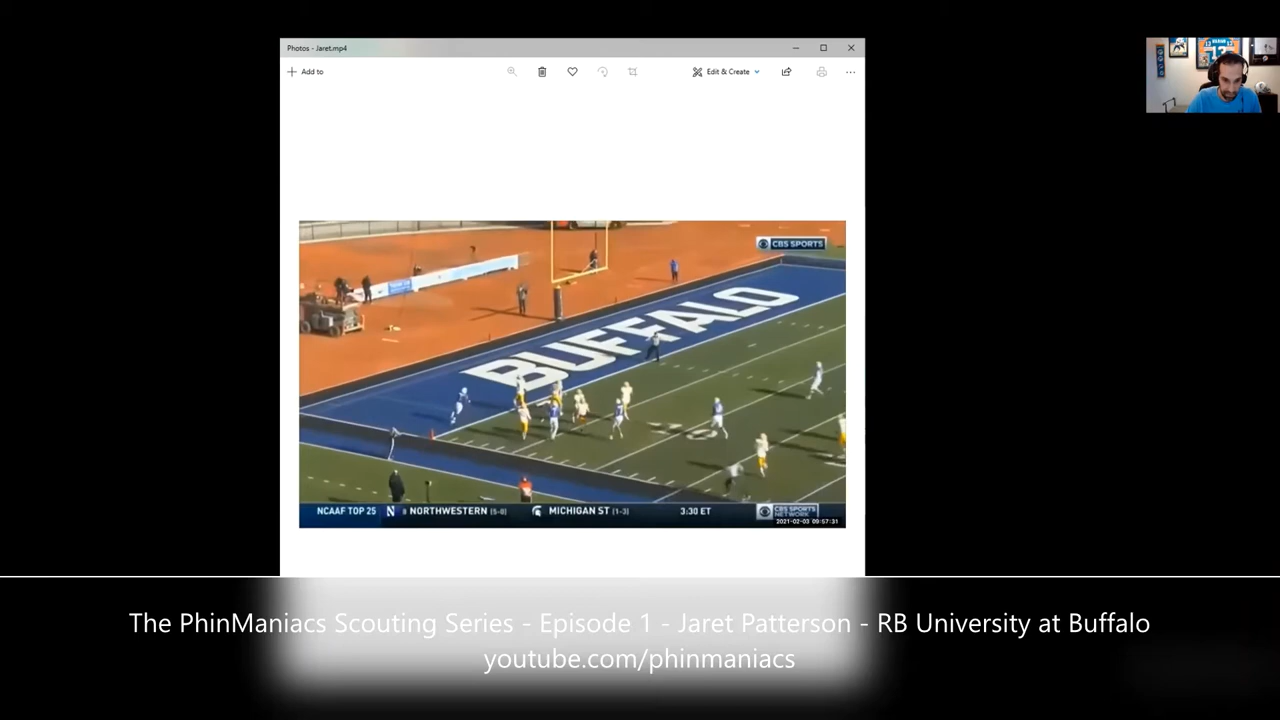 Photos - Jaret.mp4
Add to
Edit & Create
CBS SPORTS
BUFFALO
NCAAF TOP 25 N 8 NORTHWESTERN (5-0) MICHIGAN ST (1-3) 3:30 ET CBS SPORTS NETWORK
2021-02-03 09:57:31
The PhinManiacs Scouting Series - Episode 1 - Jaret Patterson - RB University at Buffalo
youtube.com/phinmaniacs